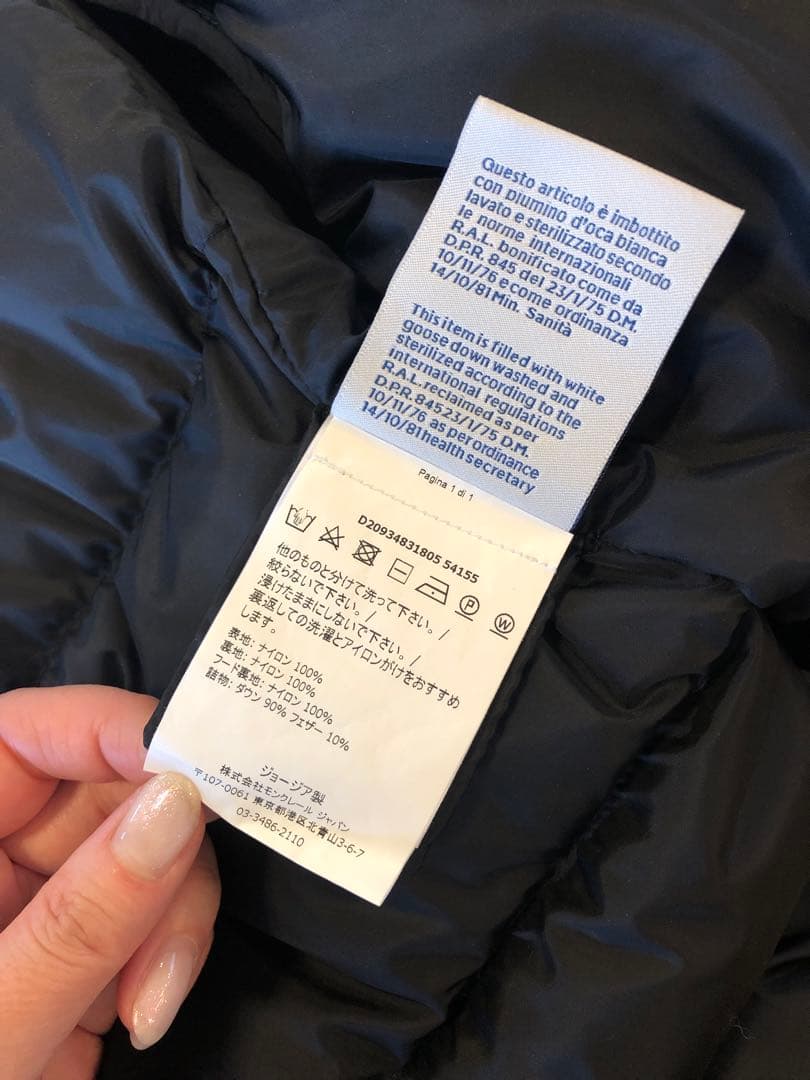 Questo articolo è imbottito
con piumino d'oca bianca
lavato e sterilizzato secondo
le norme internazionali
R.A.L. bonificato come da
D.P.R. 845 del 23/1/75 D.M.
10/11/76 e come ordinanza
14/10/81 Min. Sanità
This item is filled with white
goose down washed and
sterilized according to the
international regulations
R.A.L. reclaimed as per
D.P.R. 845 23/1/75 D.M.
10/11/76 as per ordinance
14/10/81 health secretary
Pagina 1 di 1
D20934831805 54155
P W
他のものと分けて洗って下さい。/
絞らないで下さい。/
浸けたままにしないで下さい。/
裏返しての洗濯とアイロンがけをおすすめ
します。
表地: ナイロン 100%
裏地: ナイロン 100%
フード裏地: ナイロン 100%
詰物: ダウン 90% フェザー 10%
ジョージア製
株式会社モンクレール ジャパン
〒107-0061 東京都港区北青山3-6-7
03-3486-2110